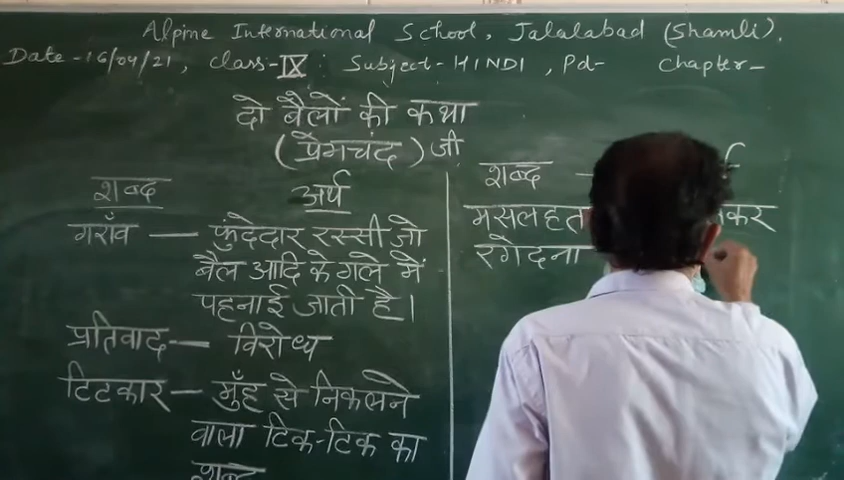 Alpine International School, Jalalabad (Shamli),
Date - 16/04/21, class-IX : Subject-HINDI, Pd- chapter-
दो बैलों की कथा
(प्रेमचंद) जी
शब्द अर्थ
गराँव — फुंदेदार रस्सी जो
बैल आदि के गले में
पहनाई जाती है।
प्रतिवाद — विरोध
टिटकार — मुँह से निकलने
वाला टिक-टिक का
शब्द
शब्द —
मसलहत
रगेदना —